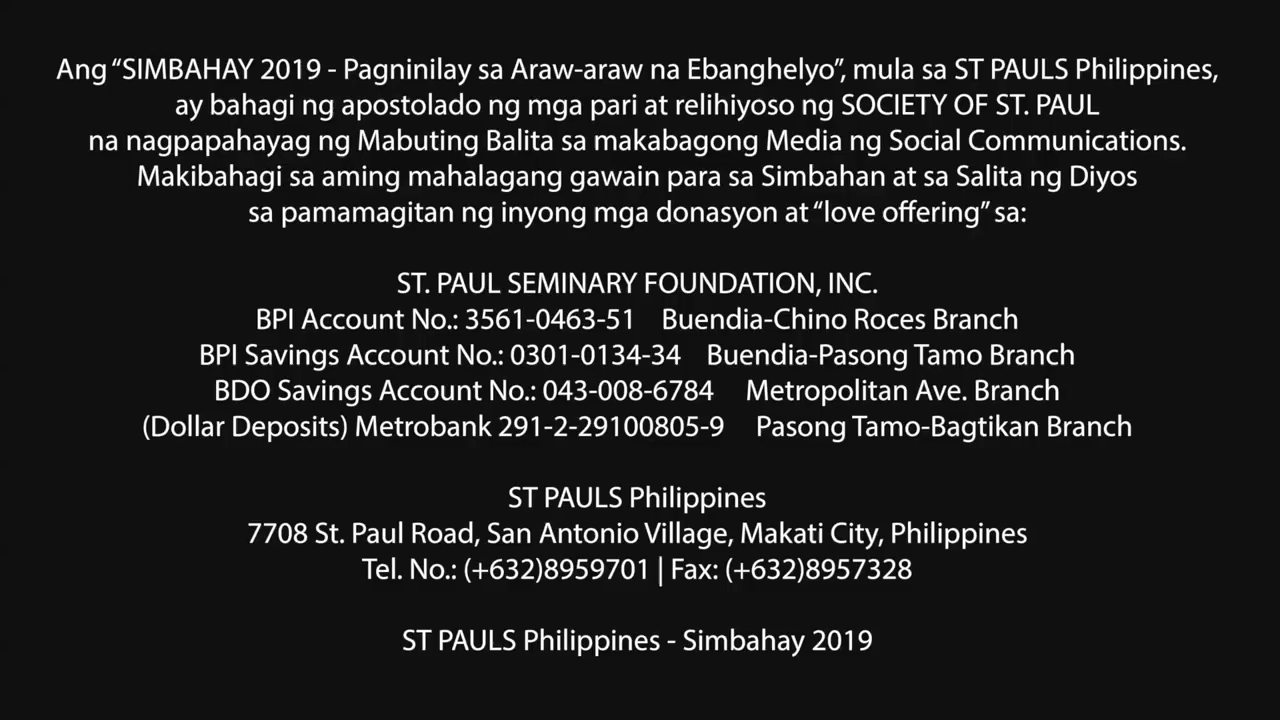 Ang “SIMBAHAY 2019 - Pagninilay sa Araw-araw na Ebanghelyo”, mula sa ST PAULS Philippines,
ay bahagi ng apostolado ng mga pari at relihiyoso ng SOCIETY OF ST. PAUL
na nagpapahayag ng Mabuting Balita sa makabagong Media ng Social Communications.
Makibahagi sa aming mahalagang gawain para sa Simbahan at sa Salita ng Diyos
sa pamamagitan ng inyong mga donasyon at “love offering” sa:
ST. PAUL SEMINARY FOUNDATION, INC.
BPI Account No.: 3561-0463-51 Buendia-Chino Roces Branch
BPI Savings Account No.: 0301-0134-34 Buendia-Pasong Tamo Branch
BDO Savings Account No.: 043-008-6784 Metropolitan Ave. Branch
(Dollar Deposits) Metrobank 291-2-29100805-9 Pasong Tamo-Bagtikan Branch
ST PAULS Philippines
7708 St. Paul Road, San Antonio Village, Makati City, Philippines
Tel. No.: (+632)8959701 | Fax: (+632)8957328
ST PAULS Philippines - Simbahay 2019